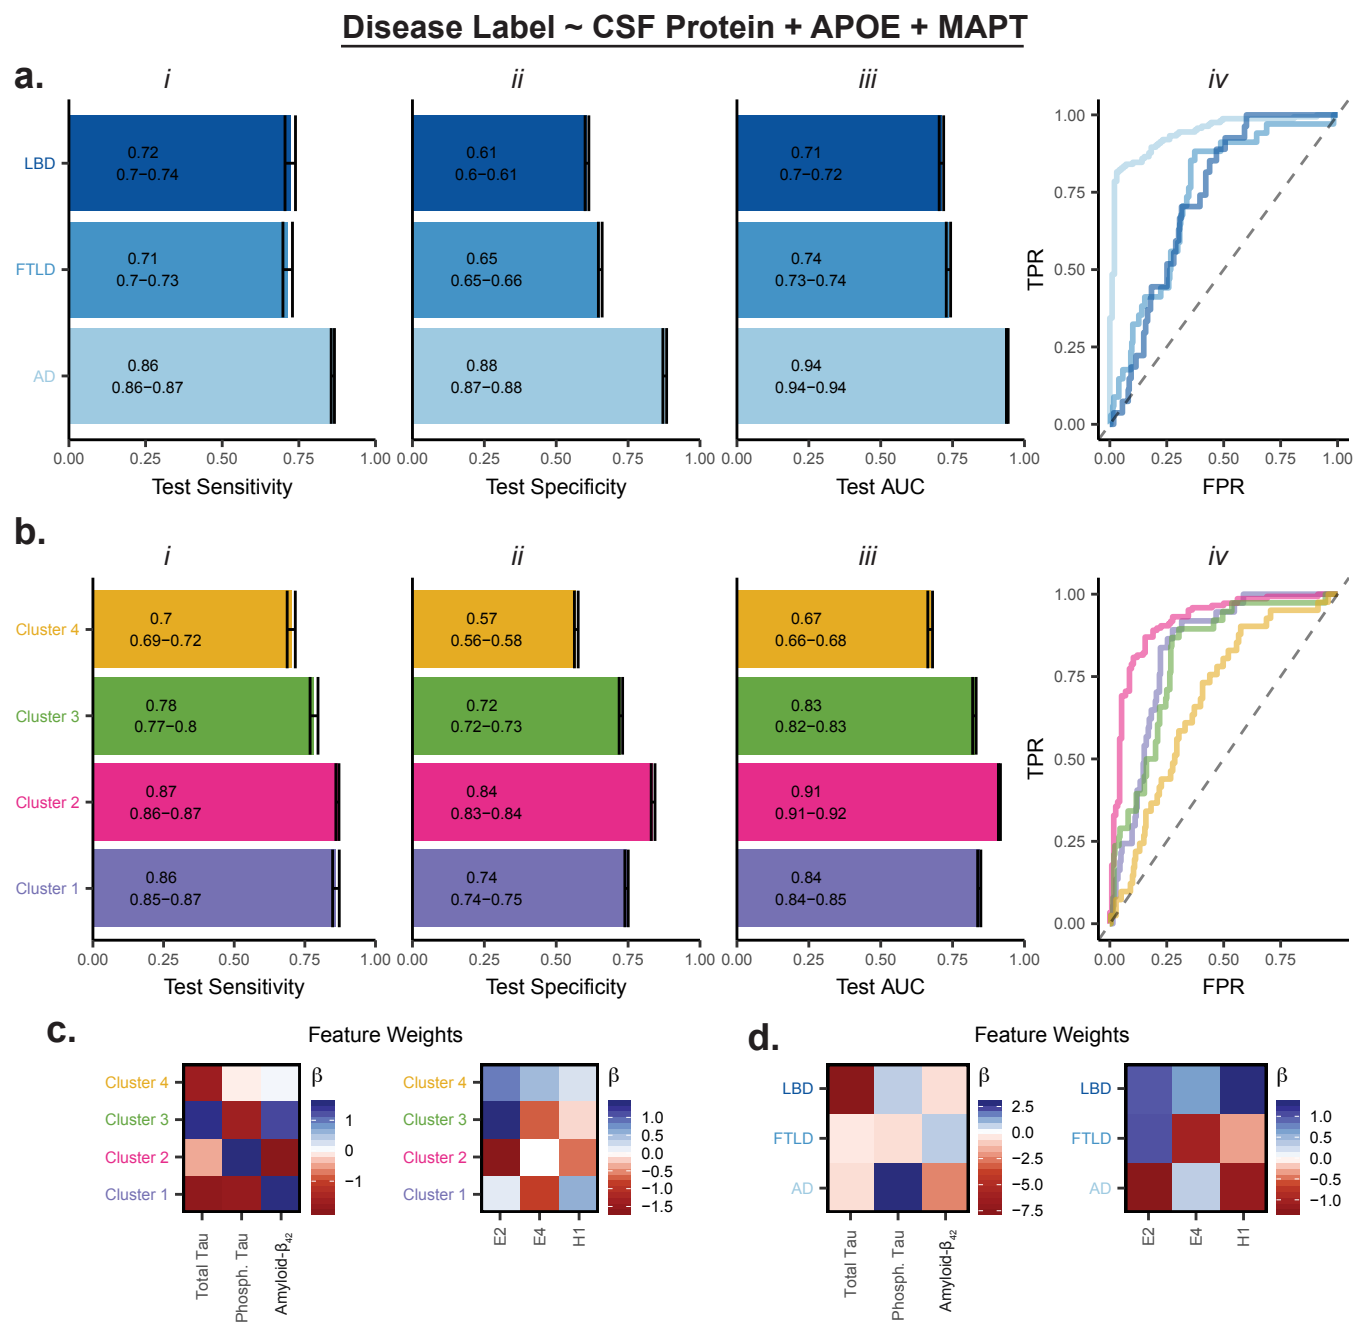 Disease Label ~ CSF Protein + APOE + MAPT
a.
i
ii
iii
iv
LBD
FTLD
AD
0.72
0.7−0.74
0.71
0.7−0.73
0.86
0.86−0.87
0.00 0.25 0.50 0.75 1.00
Test Sensitivity
0.61
0.6−0.61
0.65
0.65−0.66
0.88
0.87−0.88
0.00 0.25 0.50 0.75 1.00
Test Specificity
0.71
0.7−0.72
0.74
0.73−0.74
0.94
0.94−0.94
0.00 0.25 0.50 0.75 1.00
Test AUC
TPR
1.00
0.75
0.50
0.25
0.00
0.00 0.25 0.50 0.75 1.00
FPR
b.
i
ii
iii
iv
Cluster 4
Cluster 3
Cluster 2
Cluster 1
0.7
0.69−0.72
0.78
0.77−0.8
0.87
0.86−0.87
0.86
0.85−0.87
0.00 0.25 0.50 0.75 1.00
Test Sensitivity
0.57
0.56−0.58
0.72
0.72−0.73
0.84
0.83−0.84
0.74
0.74−0.75
0.00 0.25 0.50 0.75 1.00
Test Specificity
0.67
0.66−0.68
0.83
0.82−0.83
0.91
0.91−0.92
0.84
0.84−0.85
0.00 0.25 0.50 0.75 1.00
Test AUC
TPR
1.00
0.75
0.50
0.25
0.00
0.00 0.25 0.50 0.75
FPR
c.
Feature Weights
Cluster 4
Cluster 3
Cluster 2
Cluster 1
Total Tau
Phosph. Tau
Amyloid-β42
β
1
0
−1
Cluster 4
Cluster 3
Cluster 2
Cluster 1
E2
E4
H1
β
1.0
0.5
0.0
−0.5
−1.0
−1.5
d.
Feature Weights
LBD
FTLD
AD
Total Tau
Phosph. Tau
Amyloid-β42
β
2.5
0.0
−2.5
−5.0
−7.5
LBD
FTLD
AD
E2
E4
H1
β
1.0
0.5
0.0
−0.5
−1.0